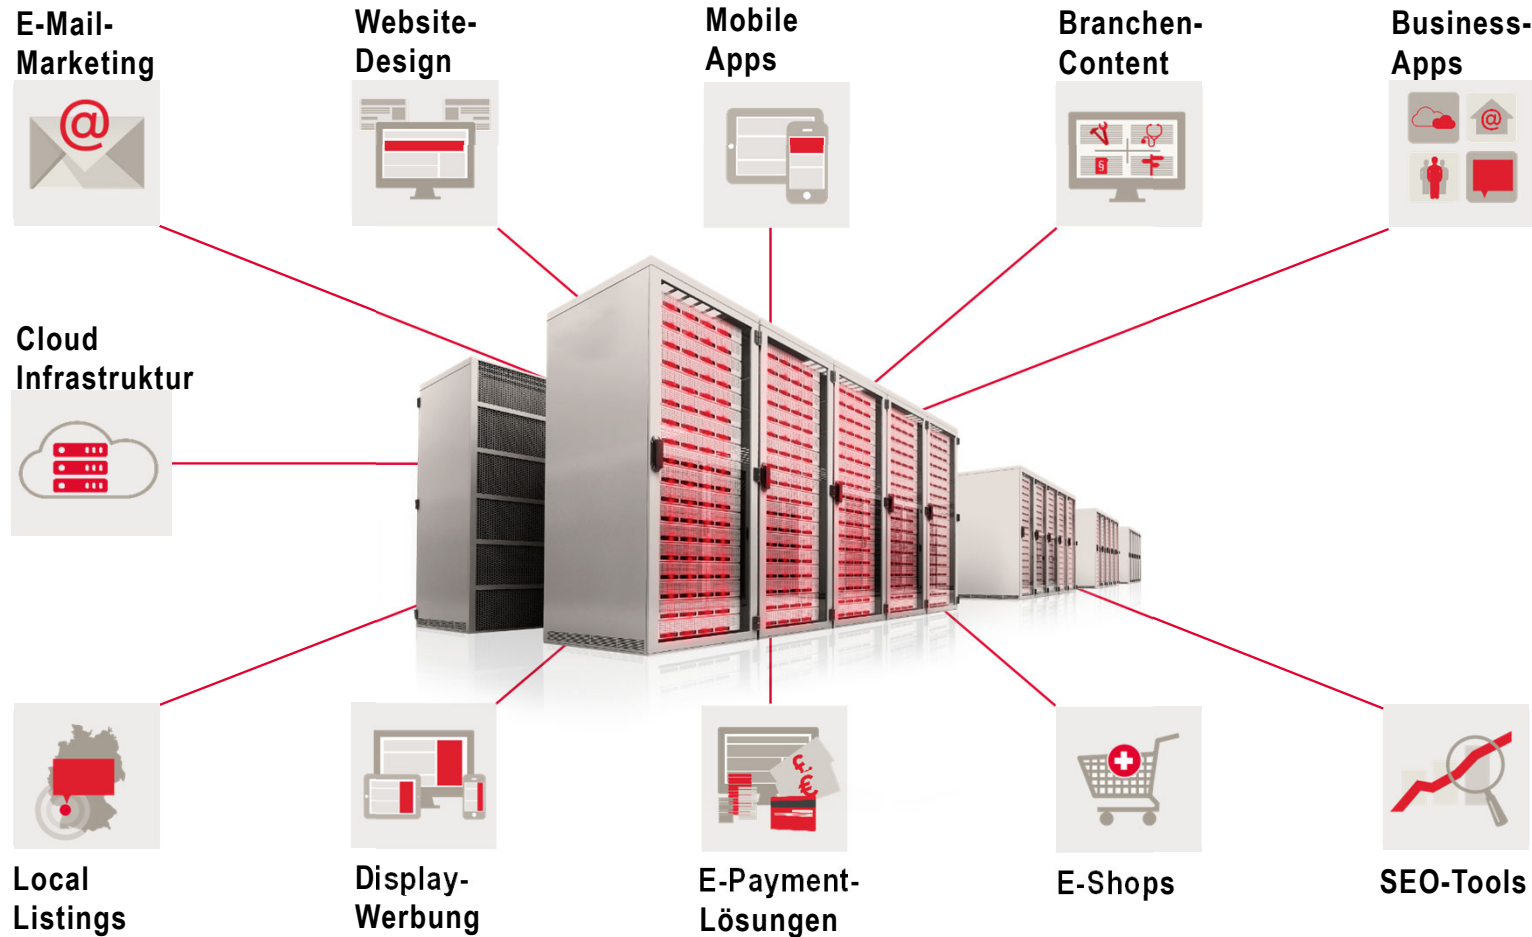 E-Mail-
Marketing
Website-
Design
Mobile
Apps
Branchen-
Content
Business-
Apps
@
@
§
Cloud
Infrastruktur
£
€
Local
Listings
Display-
Werbung
E-Payment-
Lösungen
E-Shops
SEO-Tools